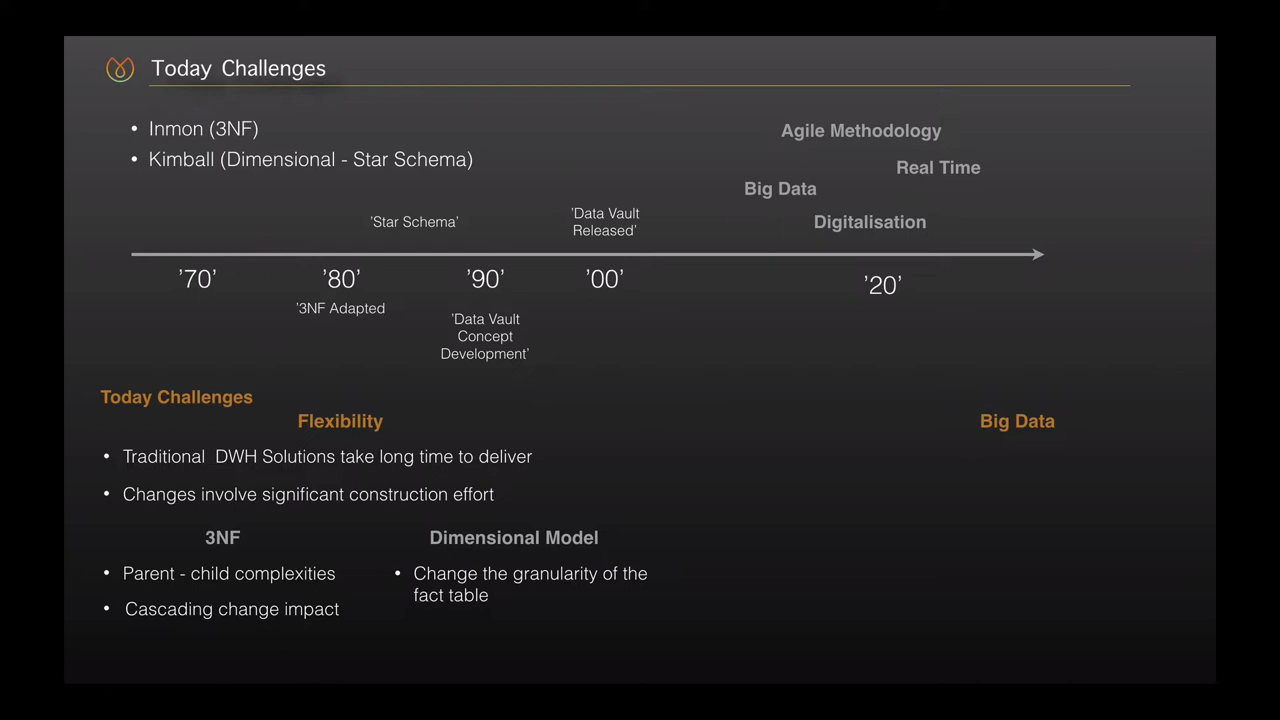 Today Challenges
• Inmon (3NF)
• Kimball (Dimensional - Star Schema)
Agile Methodology
Real Time
Big Data
Digitalisation
'Star Schema'
'Data Vault
Released'
'70'
'80'
'90'
'00'
'20'
'3NF Adapted
'Data Vault
Concept
Development'
Today Challenges
Flexibility
Big Data
• Traditional DWH Solutions take long time to deliver
• Changes involve significant construction effort
3NF
Dimensional Model
• Parent - child complexities
• Cascading change impact
• Change the granularity of the
fact table